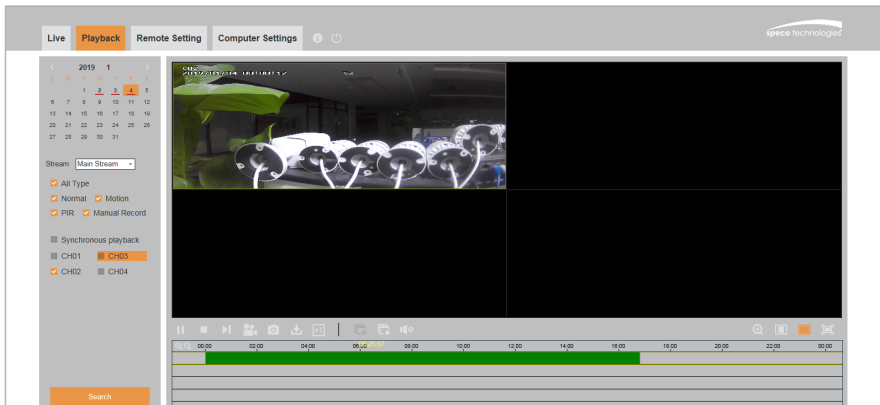 Live Playback Remote Setting Computer Settings
speco technologies
2019 1
S M T W T F S
1 2 3 4 5
6 7 8 9 10 11 12
13 14 15 16 17 18 19
20 21 22 23 24 25 26
27 28 29 30 31
Stream Main Stream
All Type
Normal Motion
PIR Manual Record
Synchronous playback
CH01 CH03
CH02 CH04
Search
x1
00:00 02:00 04:00 06:00 08:00 10:00 12:00 14:00 16:00 18:00 20:00 22:00 00:00